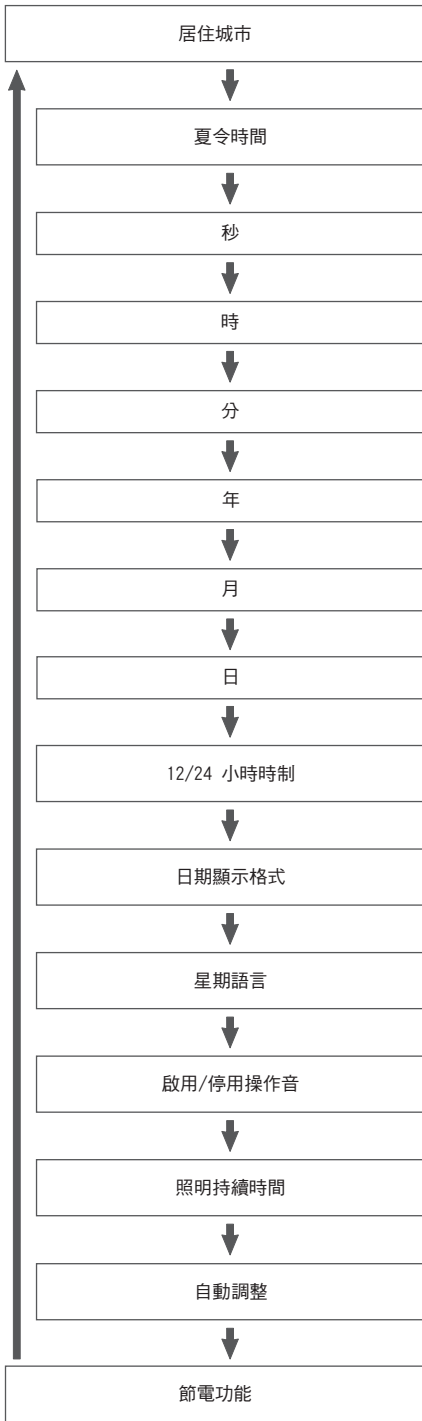 居住城市
夏令時間
秒
時
分
年
月
日
12/24 小時時制
日期顯示格式
星期語言
啟用/停用操作音
照明持續時間
自動調整
節電功能